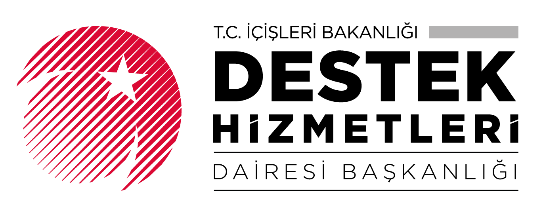 T.C. İÇİŞLERİ BAKANLIĞI
DESTEK
HİZMETLERİ
DAİRESİ BAŞKANLIĞI